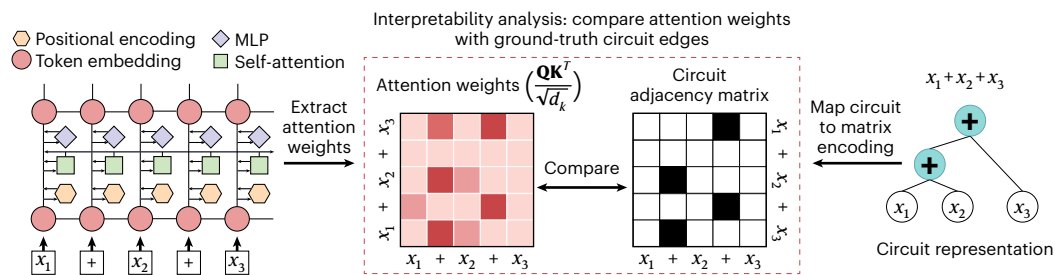 Interpretability analysis: compare attention weights
with ground-truth circuit edges
Positional encoding
MLP
Token embedding
Self-attention
x₁
+
x₂
+
x₃
Extract
attention
weights
Attention weights (QKᵀ/√dₖ)
x₃
+
x₂
+
x₁
x₁ + x₂ + x₃
Compare
Circuit
adjacency matrix
x₁
+
x₂
+
x₃
x₁ + x₂ + x₃
Map circuit
to matrix
encoding
x₁ + x₂ + x₃
+
+
x₁
x₂
x₃
Circuit representation